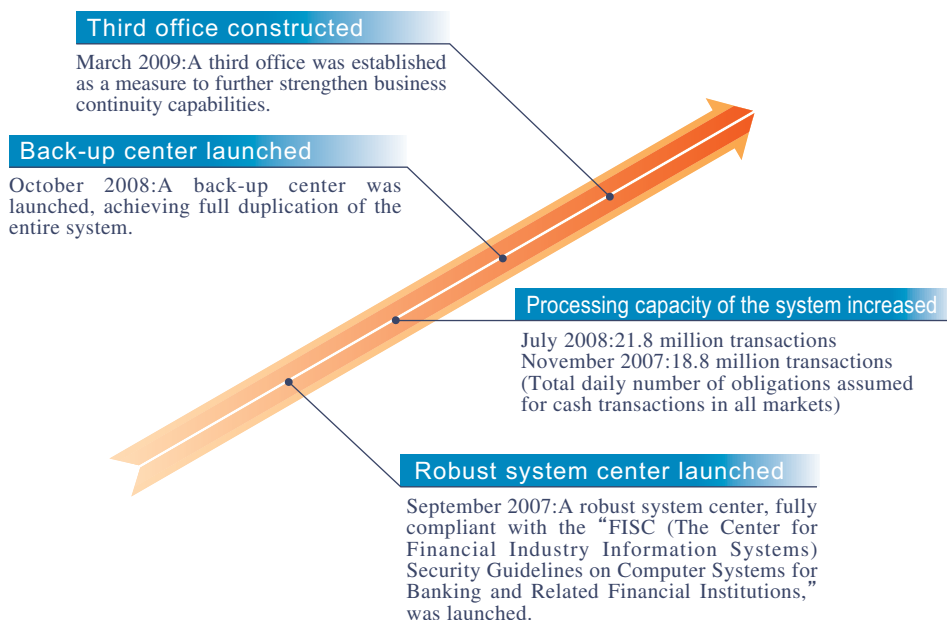 Third office constructed
March 2009:A third office was established
as a measure to further strengthen business
continuity capabilities.
Back-up center launched
October 2008:A back-up center was
launched, achieving full duplication of the
entire system.
Processing capacity of the system increased
July 2008:21.8 million transactions
November 2007:18.8 million transactions
(Total daily number of obligations assumed
for cash transactions in all markets)
Robust system center launched
September 2007:A robust system center, fully
compliant with the “FISC (The Center for
Financial Industry Information Systems)
Security Guidelines on Computer Systems for
Banking and Related Financial Institutions,”
was launched.